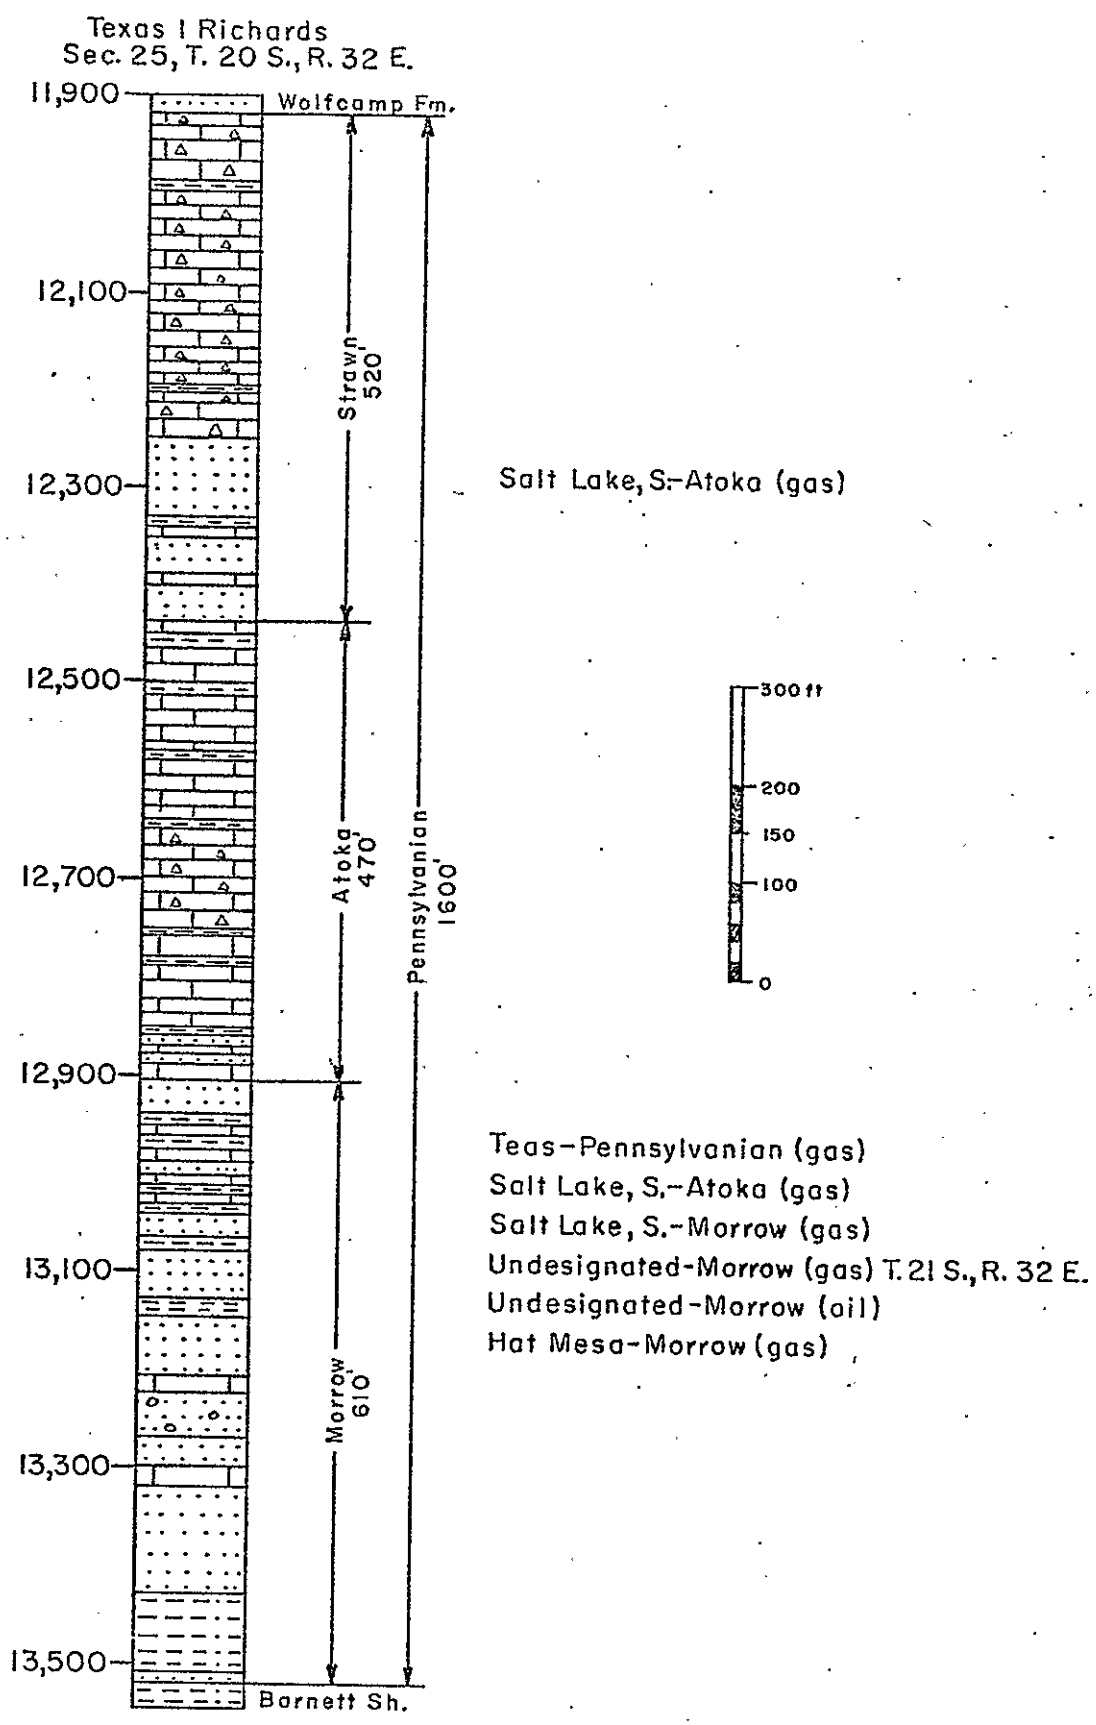 Texas 1 Richards
Sec. 25, T. 20 S., R. 32 E.
11,900
Wolfcamp Fm.
12,100
Strawn
520'
12,300
Salt Lake, S.-Atoka (gas)
12,500
300 ft
200
150
100
0
Atoka
470'
Pennsylvanian
1600'
12,700
12,900
Teas-Pennsylvanian (gas)
Salt Lake, S.-Atoka (gas)
Salt Lake, S.-Morrow (gas)
Undesignated-Morrow (gas) T. 21 S., R. 32 E.
Undesignated-Morrow (oil)
Hat Mesa-Morrow (gas)
13,100
Morrow
610'
13,300
13,500
Barnett Sh.